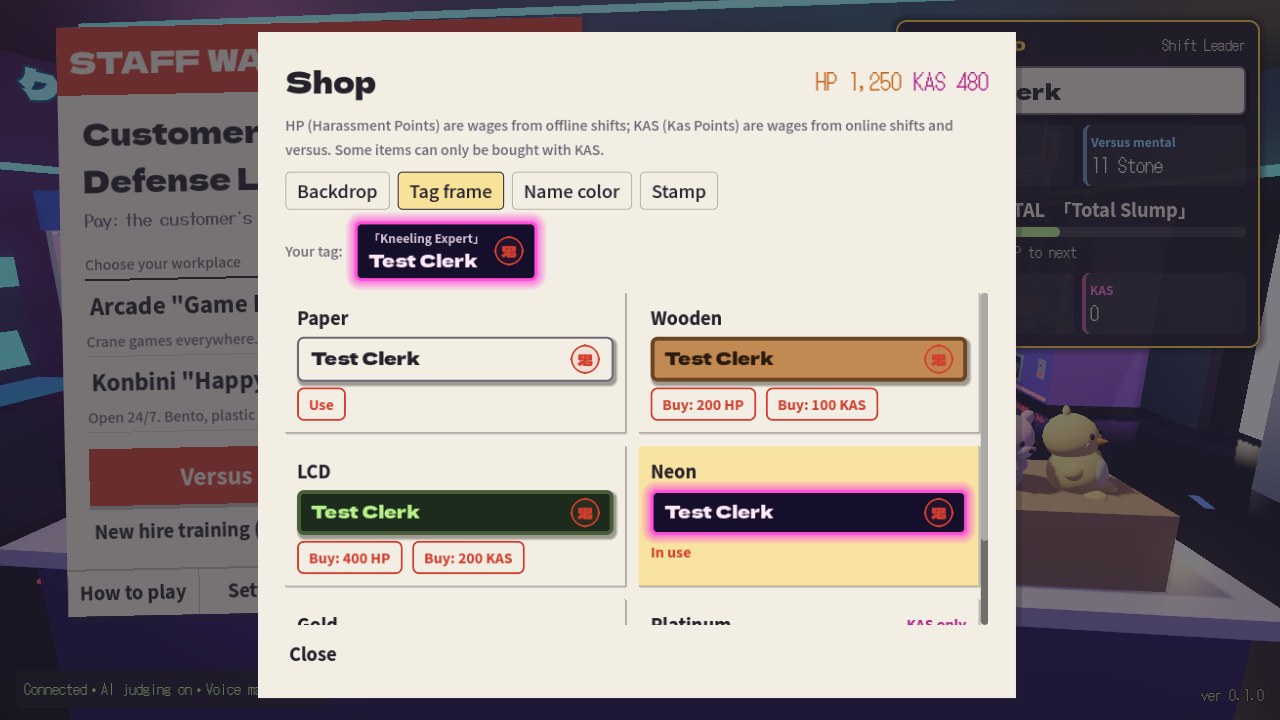 STAFF WA
Customer
Defense L
Pay: the customer's
Choose your workplace
Arcade "Game
Crane games everywhere.
Konbini "Happy
Open 24/7. Bento, plastic
Versus
New hire training (
How to play
Set
Connected • AI judging on • Voice ma
Shop
HP 1,250 KAS 480
HP (Harassment Points) are wages from offline shifts; KAS (Kas Points) are wages from online shifts and
versus. Some items can only be bought with KAS.
Backdrop
Tag frame
Name color
Stamp
Your tag:
「Kneeling Expert」
Test Clerk
Paper
Test Clerk
Use
Wooden
Test Clerk
Buy: 200 HP
Buy: 100 KAS
LCD
Test Clerk
Buy: 400 HP
Buy: 200 KAS
Neon
Test Clerk
In use
Gold
Platinum
KAS only
Close
Shift Leader
erk
Versus mental
11 Stone
TAL 「Total Slump」
P to next
KAS
0
ver 0.1.0